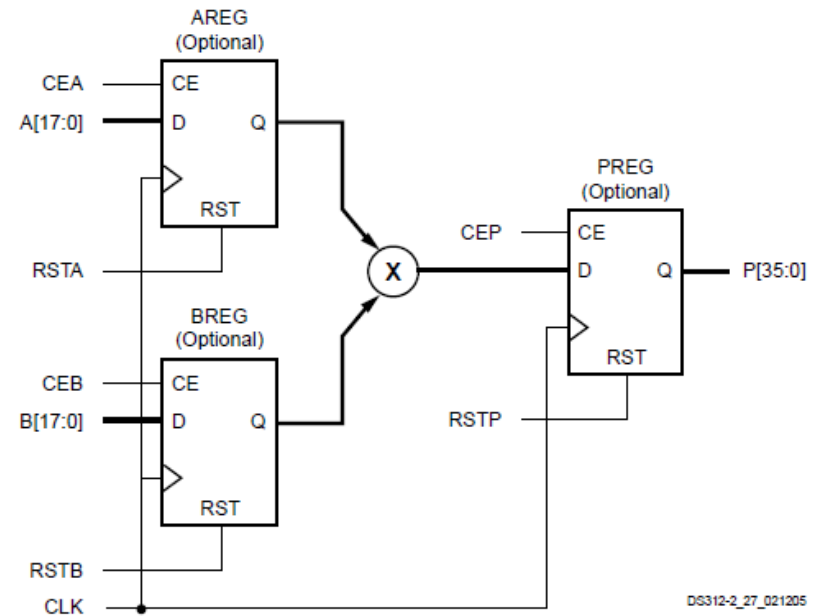 AREG
(Optional)
CEA
CE
A[17:0]
D
Q
RST
RSTA
PREG
(Optional)
CEP
CE
D
Q
P[35:0]
X
RST
RSTP
BREG
(Optional)
CEB
CE
B[17:0]
D
Q
RST
RSTB
CLK
DS312-2_27_021205